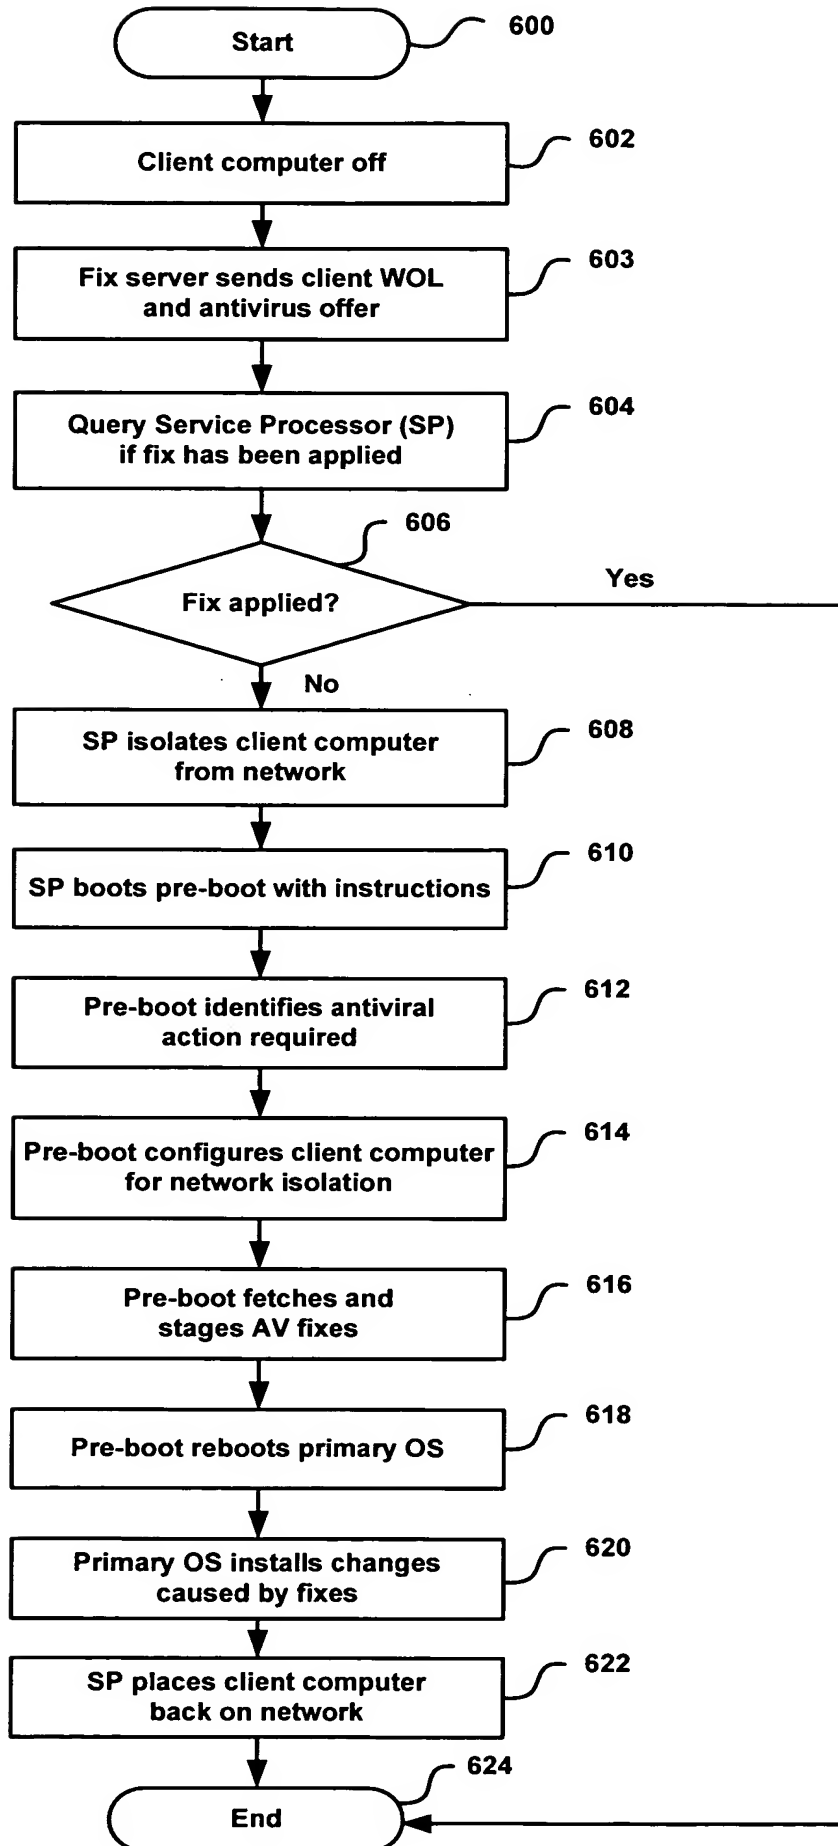 Start
600
Client computer off
602
Fix server sends client WOL
and antivirus offer
603
Query Service Processor (SP)
if fix has been applied
604
606
Fix applied?
Yes
No
SP isolates client computer
from network
608
SP boots pre-boot with instructions
610
Pre-boot identifies antiviral
action required
612
Pre-boot configures client computer
for network isolation
614
Pre-boot fetches and
stages AV fixes
616
Pre-boot reboots primary OS
618
Primary OS installs changes
caused by fixes
620
SP places client computer
back on network
622
624
End